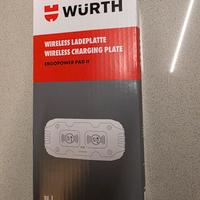 WÜRTH
WIRELESS LADEPLATTE
WIRELESS CHARGING PLATE
ERGOPOWER PAD II